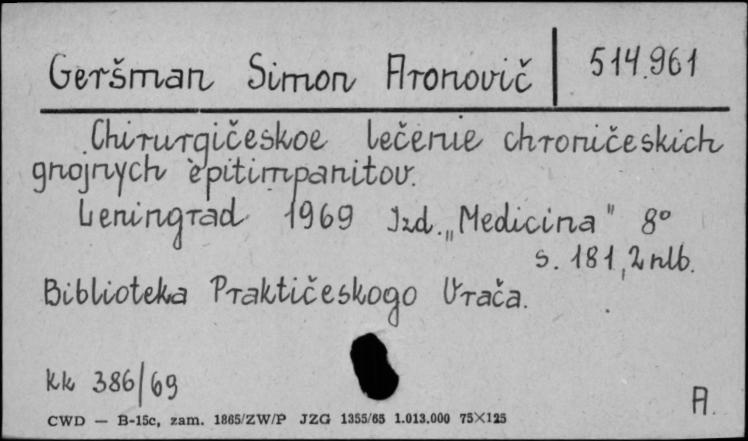 Geršman Simon Aronovič 514.961
Chirurgičeskoe lečenie chroničeskich
gnojnych èpitimpanitov.
Leningrad 1969 Izd. „Medicina" 8°
s. 181, 2 nlb.
Biblioteka Praktičeskogo Vrača.
kk 386/69
A.
CWD — B-15c, zam. 1865/ZW/P JZG 1355/65 1.013.000 75×125